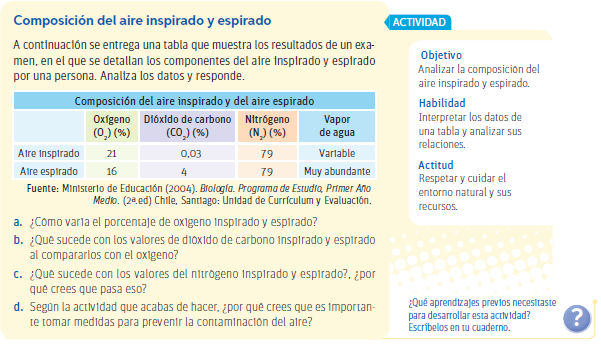 Composición del aire inspirado y espirado
A continuación se entrega una tabla que muestra los resultados de un exa-
men, en el que se detallan los componentes del aire inspirado y espirado
por una persona. Analiza los datos y responde.
Composición del aire inspirado y del aire espirado
Oxígeno (O2) (%) Dióxido de carbono (CO2) (%) Nitrógeno (N2) (%) Vapor de agua
Aire inspirado 21 0,03 79 Variable
Aire espirado 16 4 79 Muy abundante
Fuente: Ministerio de Educación (2004). Biología. Programa de Estudio, Primer Año
Medio. (2ª.ed) Chile, Santiago: Unidad de Currículum y Evaluación.
a. ¿Cómo varía el porcentaje de oxígeno inspirado y espirado?
b. ¿Qué sucede con los valores de dióxido de carbono inspirado y espirado
al compararlos con el oxígeno?
c. ¿Qué sucede con los valores del nitrógeno inspirado y espirado?, ¿por
qué crees que pasa eso?
d. Según la actividad que acabas de hacer, ¿por qué crees que es importan-
te tomar medidas para prevenir la contaminación del aire?
ACTIVIDAD
Objetivo
Analizar la composición del
aire inspirado y espirado.
Habilidad
Interpretar los datos de
una tabla y analizar sus
relaciones.
Actitud
Respetar y cuidar el
entorno natural y sus
recursos.
¿Qué aprendizajes previos necesitaste
para desarrollar esta actividad?
Escríbelos en tu cuaderno.
?